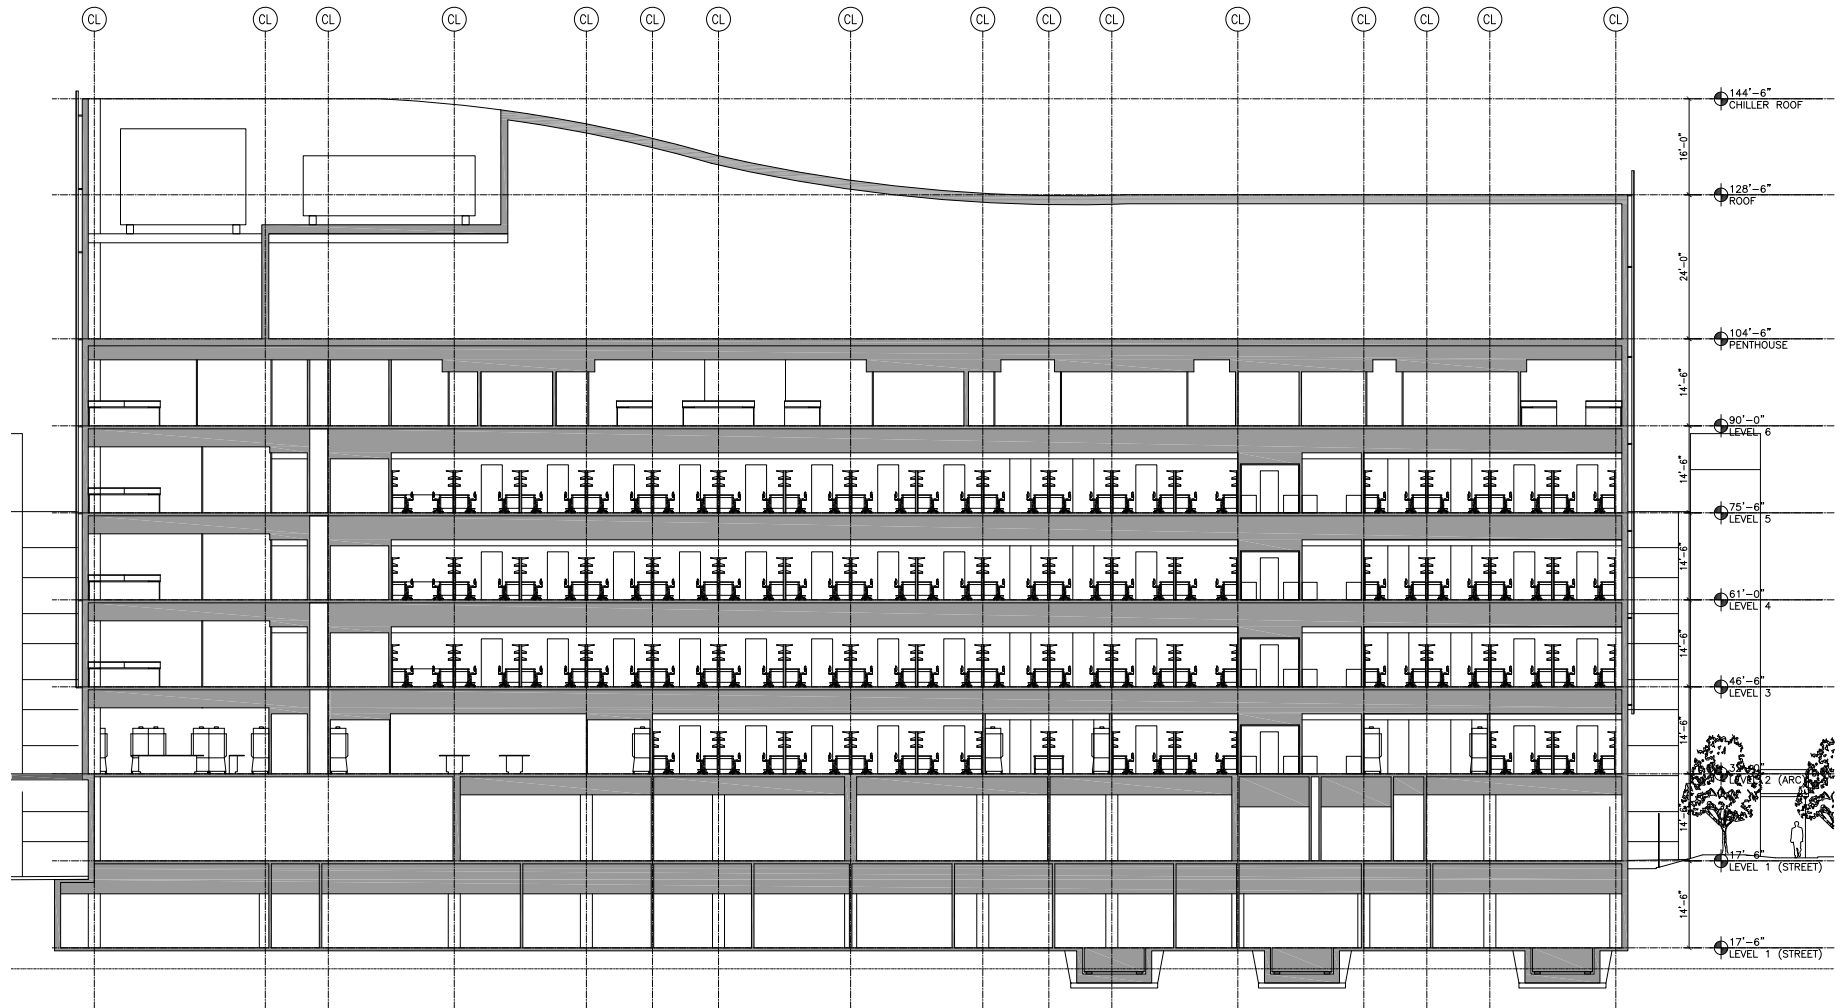 CL CL CL CL CL CL CL CL CL CL CL CL CL CL CL CL
144'-6"
CHILLER ROOF
16'-0"
128'-6"
ROOF
24'-0"
104'-6"
PENTHOUSE
14'-6"
90'-0"
LEVEL 6
14'-6"
75'-6"
LEVEL 5
14'-6"
61'-0"
LEVEL 4
14'-6"
46'-6"
LEVEL 3
14'-6"
LEVEL 2 (ARC)
14'-6"
17'-6"
LEVEL 1 (STREET)
14'-6"
17'-6"
LEVEL 1 (STREET)